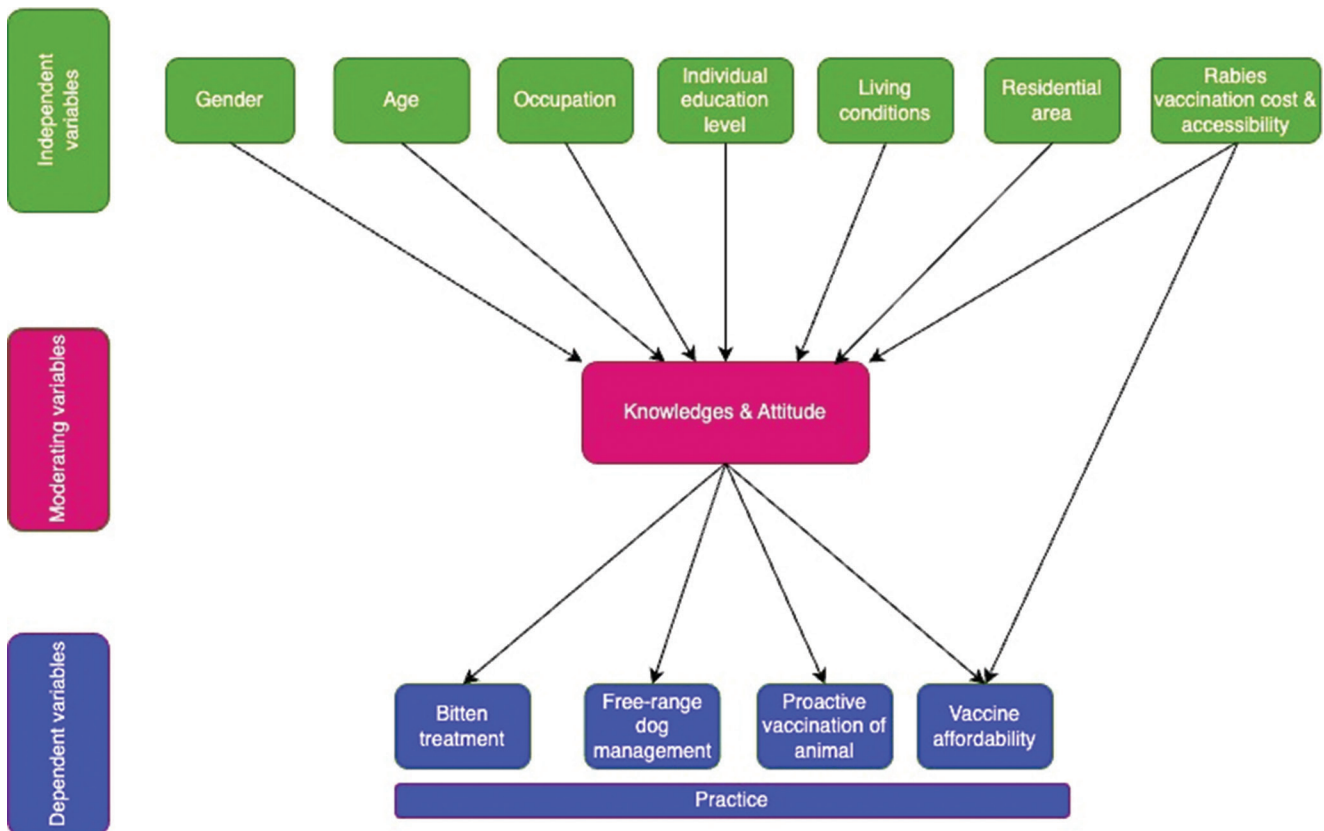 Independent
variables
Gender
Age
Occupation
Individual
education
level
Living
conditions
Residential
area
Rabies
vaccination cost &
accessibility
Moderating variables
Knowledges & Attitude
Dependent variables
Bitten
treatment
Free-range
dog
management
Proactive
vaccination of
animal
Vaccine
affordability
Practice